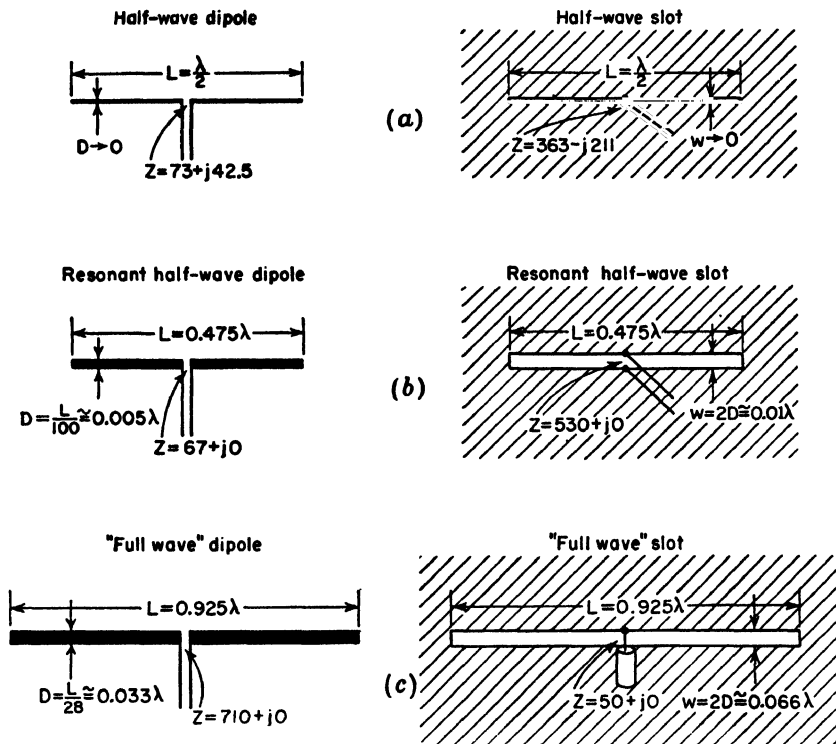 Half-wave dipole
Half-wave slot
L=λ/2
L=λ/2
(a)
D→0
Z=73+j42.5
Z=363-j211
w→0
Resonant half-wave dipole
Resonant half-wave slot
L=0.475λ
L=0.475λ
(b)
D=L/100≅0.005λ
Z=67+j0
Z=530+j0
w=2D≅0.01λ
"Full wave" dipole
"Full wave" slot
L=0.925λ
L=0.925λ
(c)
D=L/28≅0.033λ
Z=710+j0
Z=50+j0
w=2D≅0.066λ